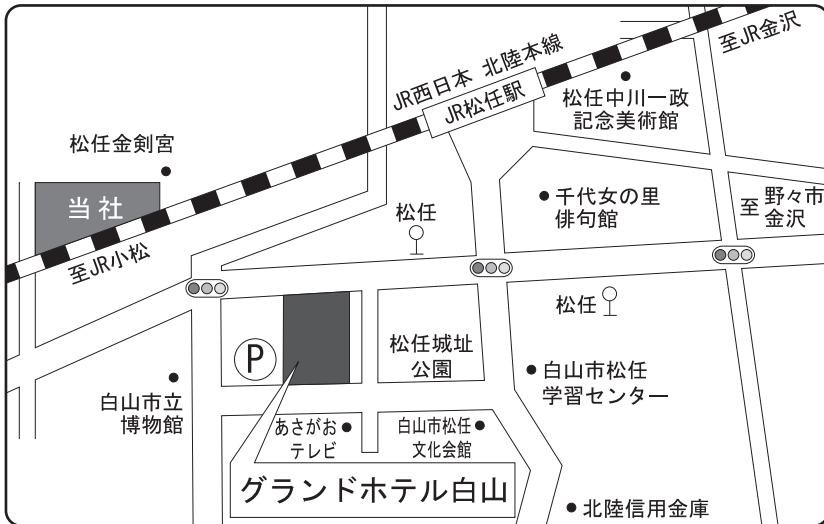 至JR金沢
JR西日本 北陸本線
JR松任駅
松任中川一政
記念美術館
松任金剣宮
当社
至JR小松
松任
千代女の里
俳句館
至 野々市
金沢
松任
P
松任城址
公園
白山市松任
学習センター
白山市立
博物館
あさがお
テレビ
白山市松任
文化会館
グランドホテル白山
北陸信用金庫